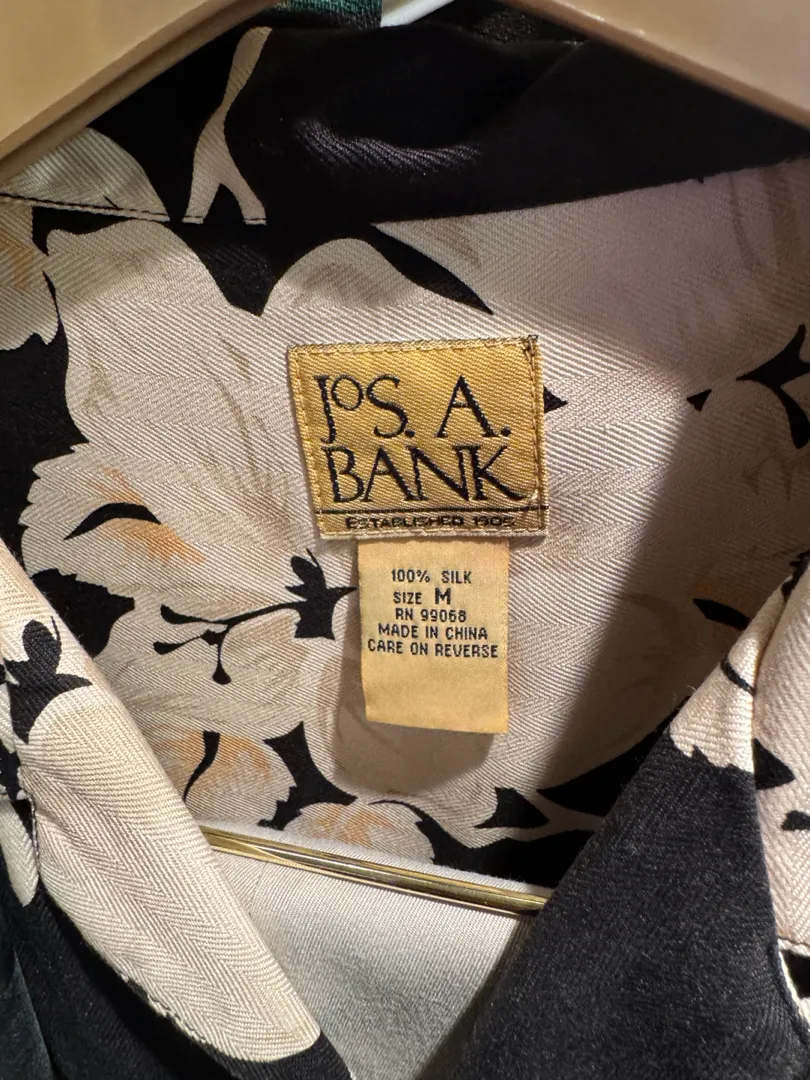 JoS. A.
BANK
ESTABLISHED 1905
100% SILK
SIZE M
RN 99068
MADE IN CHINA
CARE ON REVERSE